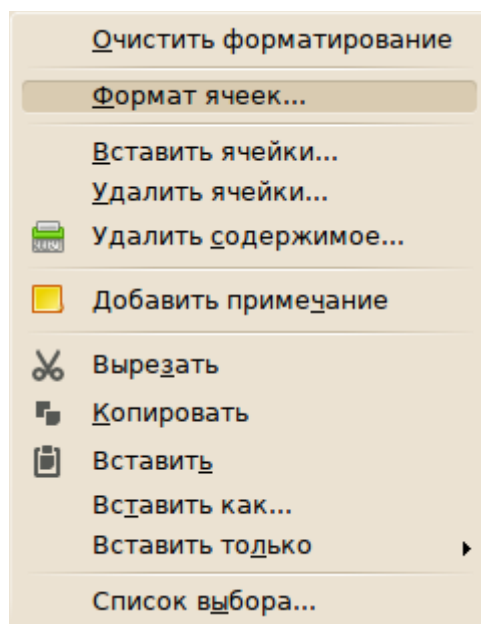 Очистить форматирование
Формат ячеек...
Вставить ячейки...
Удалить ячейки...
Удалить содержимое...
Добавить примечание
Вырезать
Копировать
Вставить
Вставить как...
Вставить только
Список выбора...